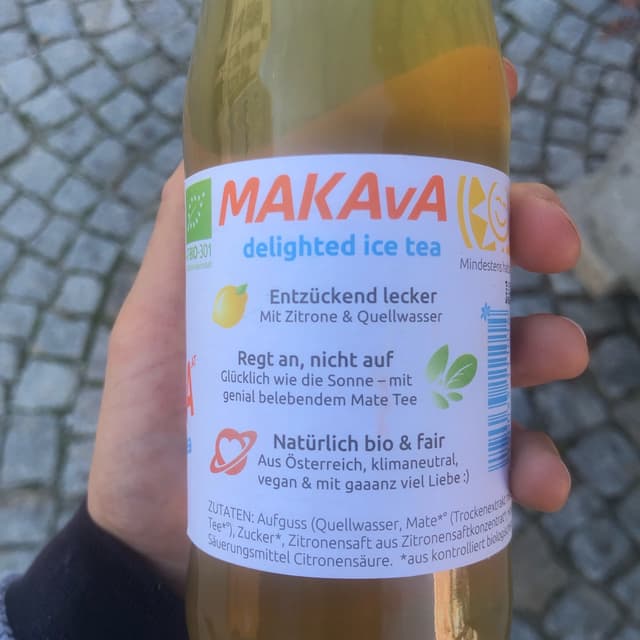 MAKAvA
delighted ice tea
Mindestens
Entzückend lecker
Mit Zitrone & Quellwasser
Regt an, nicht auf
Glücklich wie die Sonne – mit
genial belebendem Mate Tee
Natürlich bio & fair
Aus Österreich, klimaneutral,
vegan & mit gaaanz viel Liebe :)
ZUTATEN: Aufguss (Quellwasser, Mate*° (Trockenextrakt
Tee*°), Zucker*, Zitronensaft aus Zitronensaftkonzentrat
Säuerungsmittel Citronensäure. *aus kontrolliert